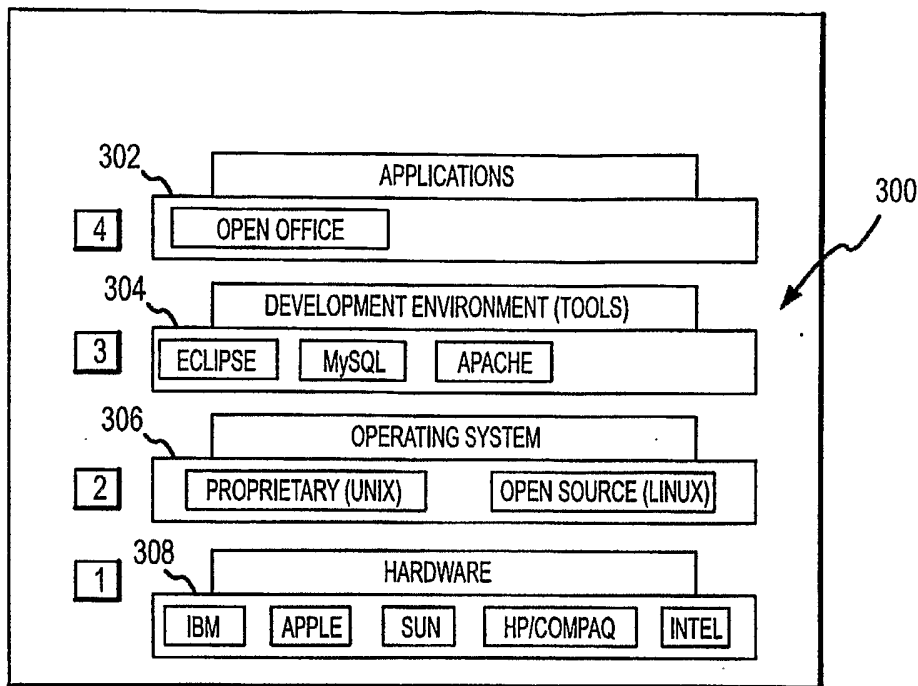 302
APPLICATIONS
300
4
OPEN OFFICE
304
DEVELOPMENT ENVIRONMENT (TOOLS)
3
ECLIPSE MySQL APACHE
306
OPERATING SYSTEM
2
PROPRIETARY (UNIX) OPEN SOURCE (LINUX)
308
HARDWARE
1
IBM APPLE SUN HP/COMPAQ INTEL